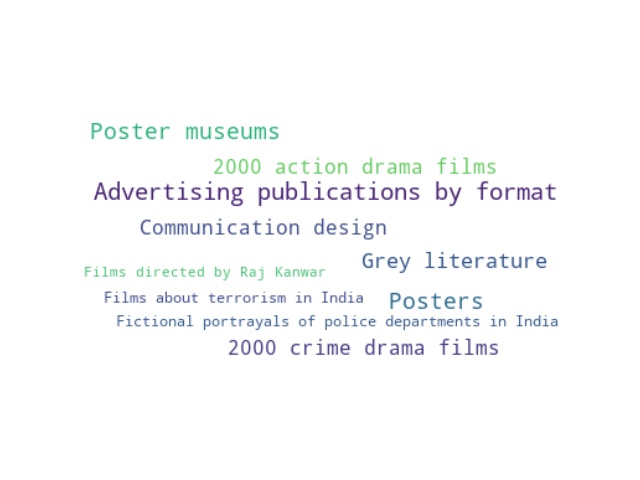 Poster museums
2000 action drama films
Advertising publications by format
Communication design
Grey literature
Films directed by Raj Kanwar
Films about terrorism in India
Posters
Fictional portrayals of police departments in India
2000 crime drama films